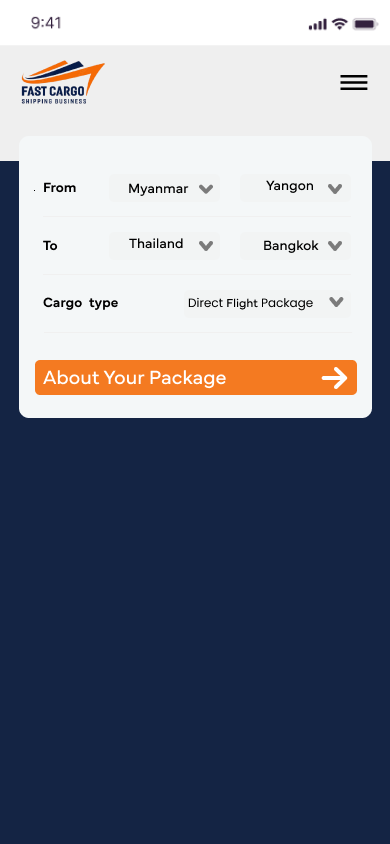 9:41
FAST CARGO
SHIPPING BUSINESS
From Myanmar Yangon
To Thailand Bangkok
Cargo type Direct Flight Package
About Your Package